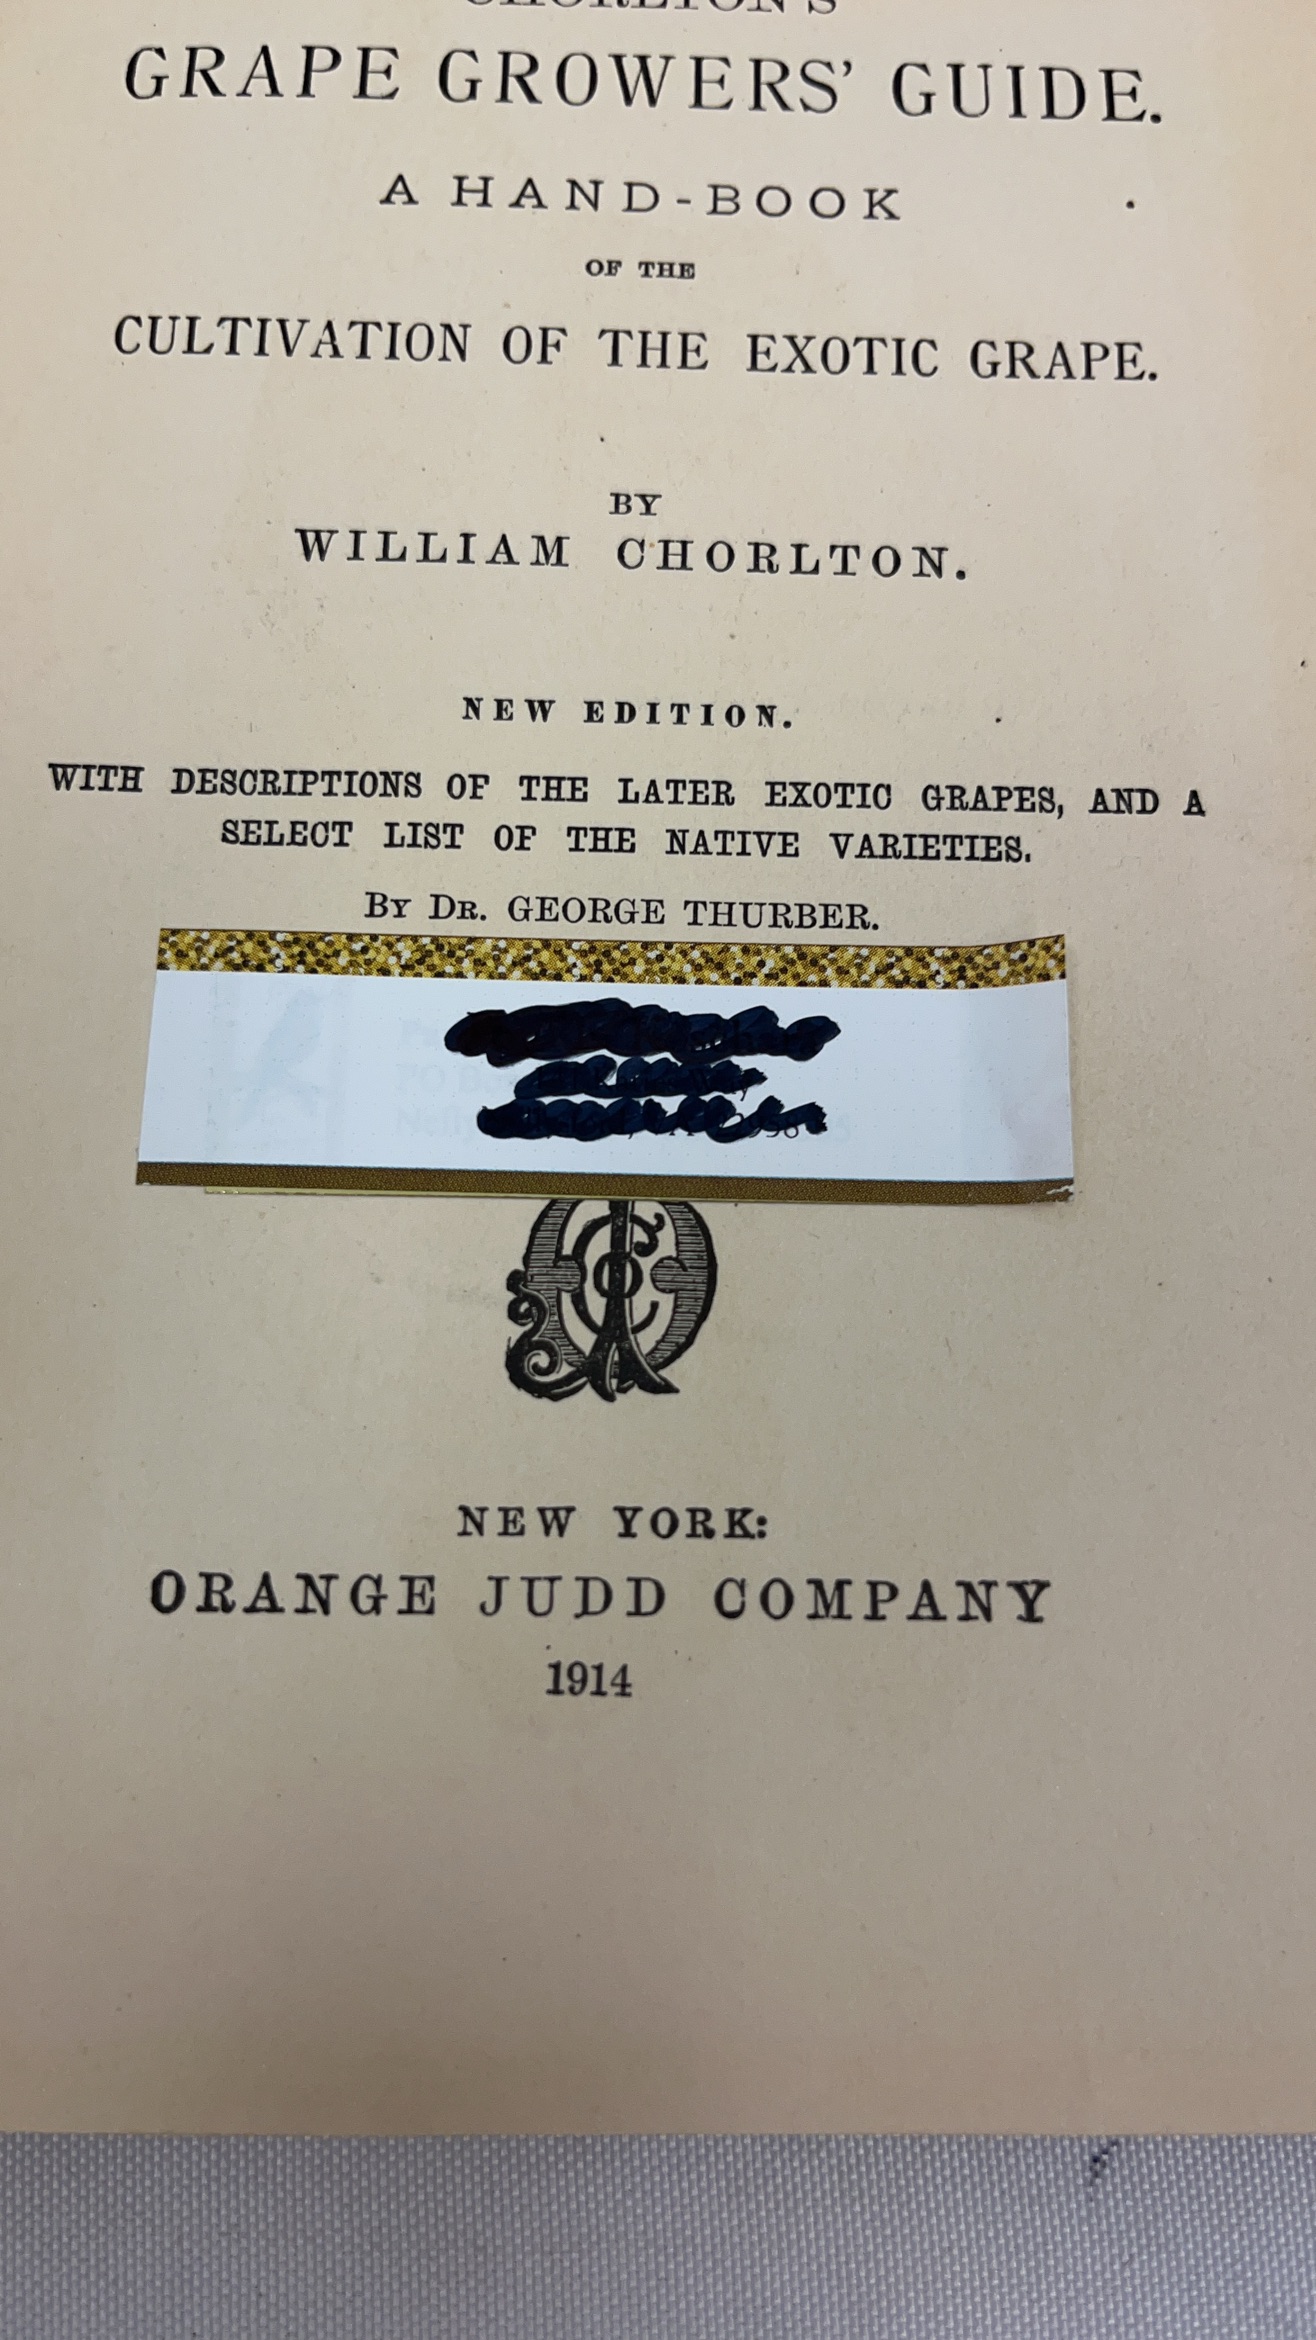 CHORLTON'S
GRAPE GROWERS' GUIDE.
A HAND-BOOK
OF THE
CULTIVATION OF THE EXOTIC GRAPE.
BY
WILLIAM CHORLTON.
NEW EDITION.
WITH DESCRIPTIONS OF THE LATER EXOTIC GRAPES, AND A
SELECT LIST OF THE NATIVE VARIETIES.
BY DR. GEORGE THURBER.
NEW YORK:
ORANGE JUDD COMPANY
1914